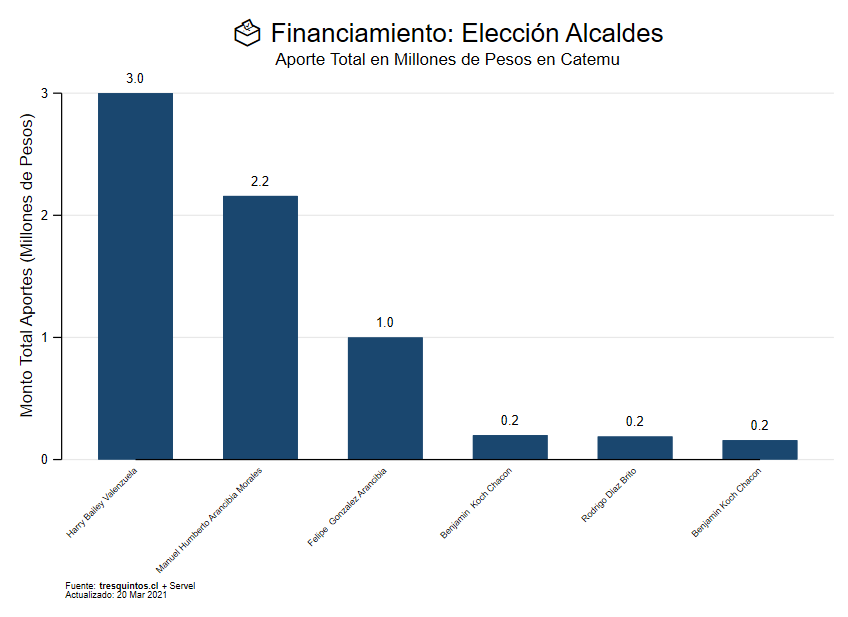 Financiamiento: Elección Alcaldes
Aporte Total en Millones de Pesos en Catemu
Monto Total Aportes (Millones de Pesos)
3
2
1
0
3.0
2.2
1.0
0.2
0.2
0.2
Harry Bailey Valenzuela
Manuel Humberto Arancibia Morales
Felipe  Gonzalez Arancibia
Benjamin  Koch Chacon
Rodrigo Diaz Brito
Benjamin Koch Chacon
Fuente: tresquintos.cl + Servel
Actualizado: 20 Mar 2021